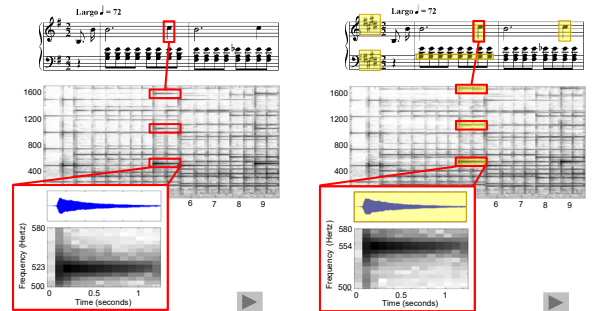 Largo ♩ = 72
1600
1200
800
400
6 7 8 9
Frequency (Hertz)
580
523
500
0 0.5 1
Time (seconds)
Largo ♩ = 72
1600
1200
800
400
6 7 8 9
Frequency (Hertz)
580
554
500
0 0.5 1
Time (seconds)